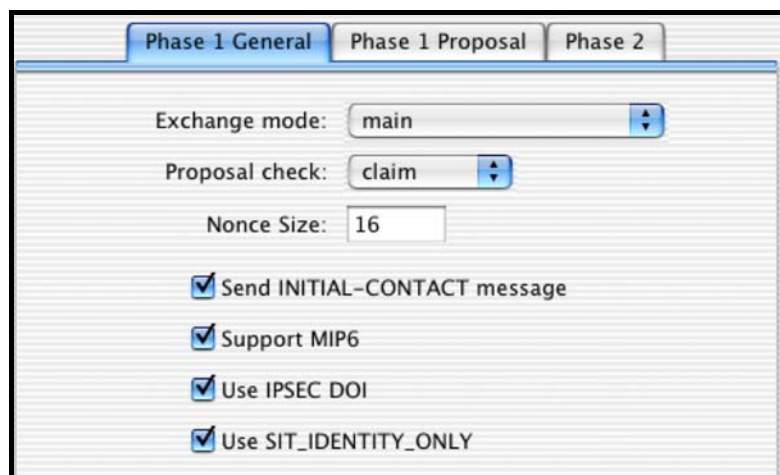 Phase 1 General Phase 1 Proposal Phase 2
Exchange mode: main
Proposal check: claim
Nonce Size: 16
Send INITIAL-CONTACT message
Support MIP6
Use IPSEC DOI
Use SIT_IDENTITY_ONLY